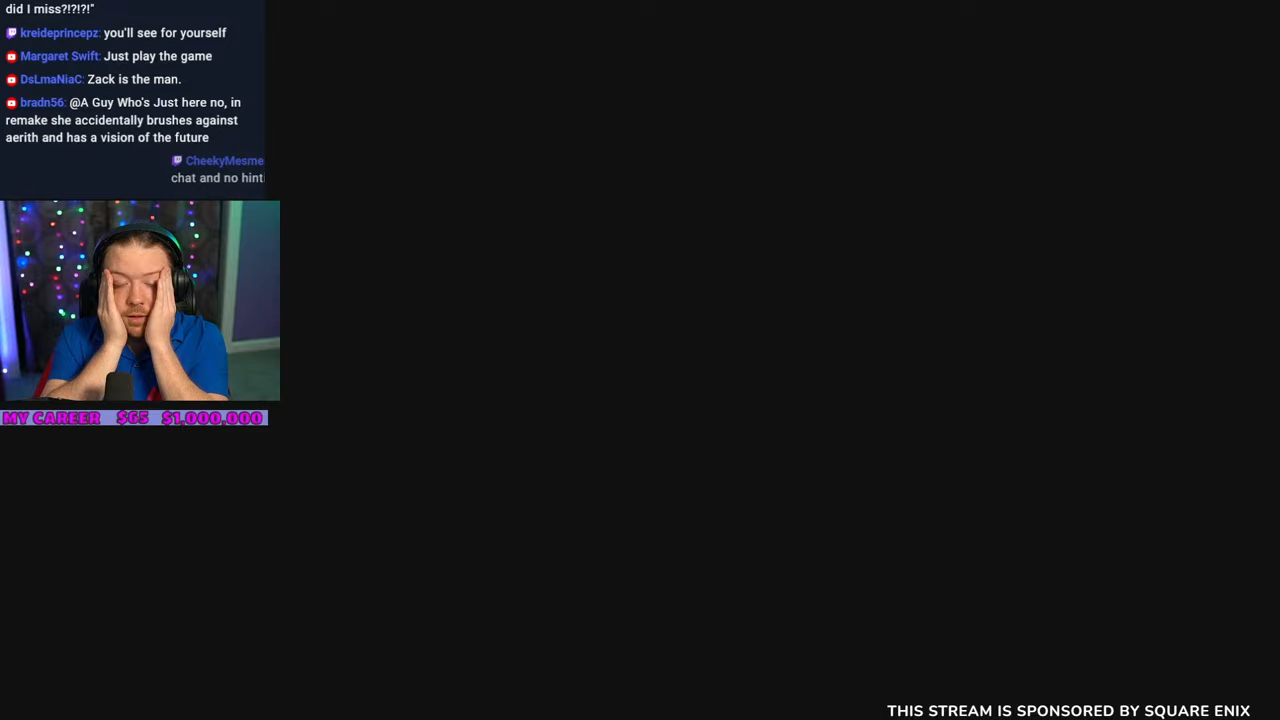 did I miss?!?!?!"
kreideprincepz: you'll see for yourself
Margaret Swift: Just play the game
DsLmaNiaC: Zack is the man.
bradn56: @A Guy Who's Just here no, in
remake she accidentally brushes against
aerith and has a vision of the future
CheekyMesme
chat and no hint
MY CAREER $65 $1,000,000
THIS STREAM IS SPONSORED BY SQUARE ENIX